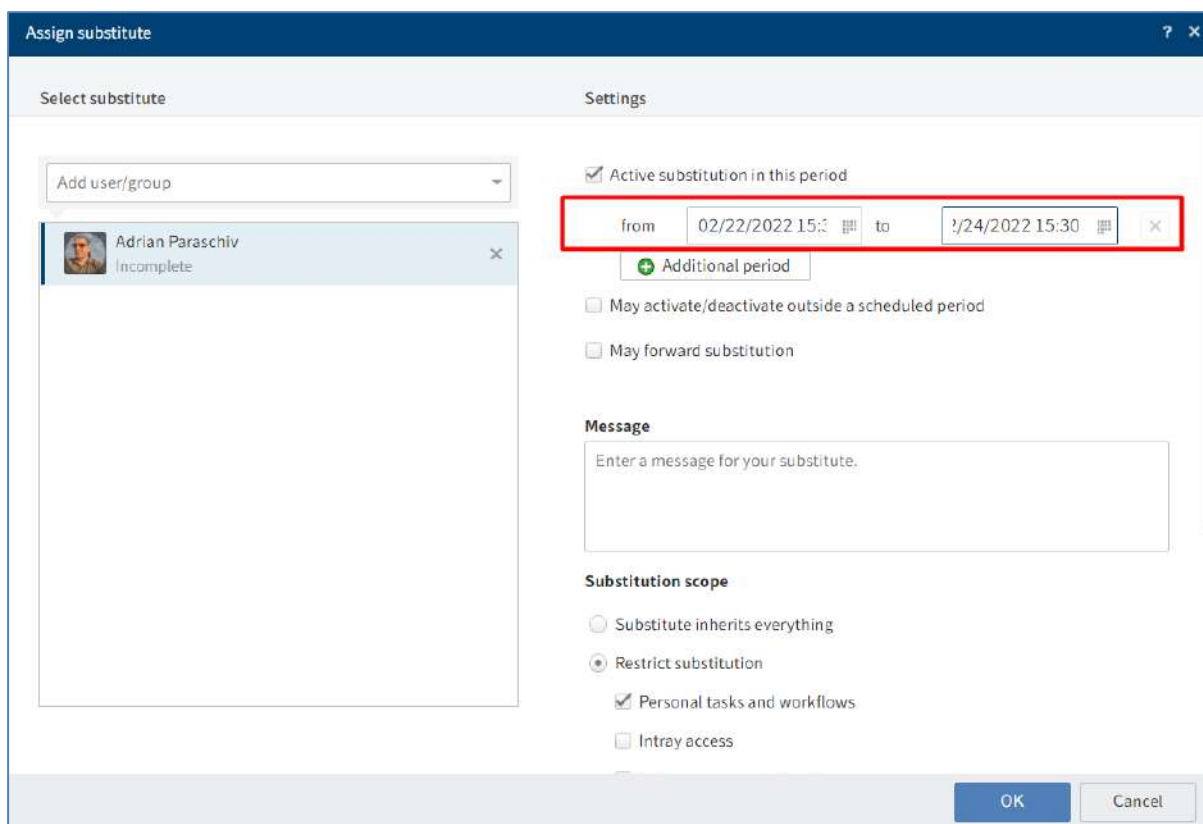 Assign substitute ? ×
Select substitute
Settings
Add user/group
Adrian Paraschiv
Incomplete
Active substitution in this period
from 02/22/2022 15: to /24/2022 15:30
Additional period
May activate/deactivate outside a scheduled period
May forward substitution
Message
Enter a message for your substitute.
Substitution scope
Substitute inherits everything
Restrict substitution
Personal tasks and workflows
Intray access
OK Cancel